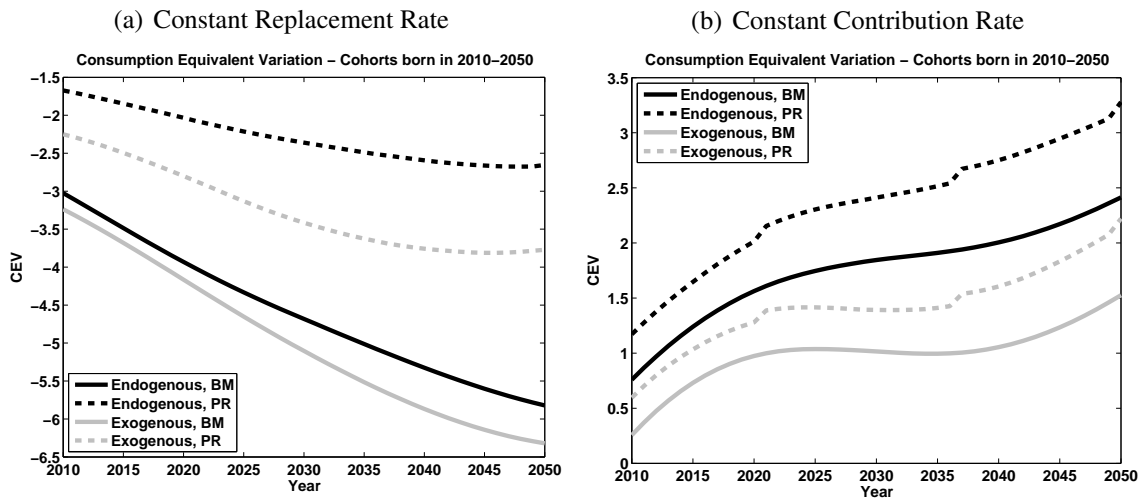 (a) Constant Replacement Rate
Consumption Equivalent Variation – Cohorts born in 2010–2050
−1.5
−2
−2.5
−3
−3.5
−4
−4.5
−5
−5.5
−6
−6.5
CEV
Endogenous, BM
Endogenous, PR
Exogenous, BM
Exogenous, PR
2010 2015 2020 2025 2030 2035 2040 2045 2050
Year
(b) Constant Contribution Rate
Consumption Equivalent Variation – Cohorts born in 2010–2050
3.5
3
2.5
2
1.5
1
0.5
0
CEV
Endogenous, BM
Endogenous, PR
Exogenous, BM
Exogenous, PR
2010 2015 2020 2025 2030 2035 2040 2045 2050
Year